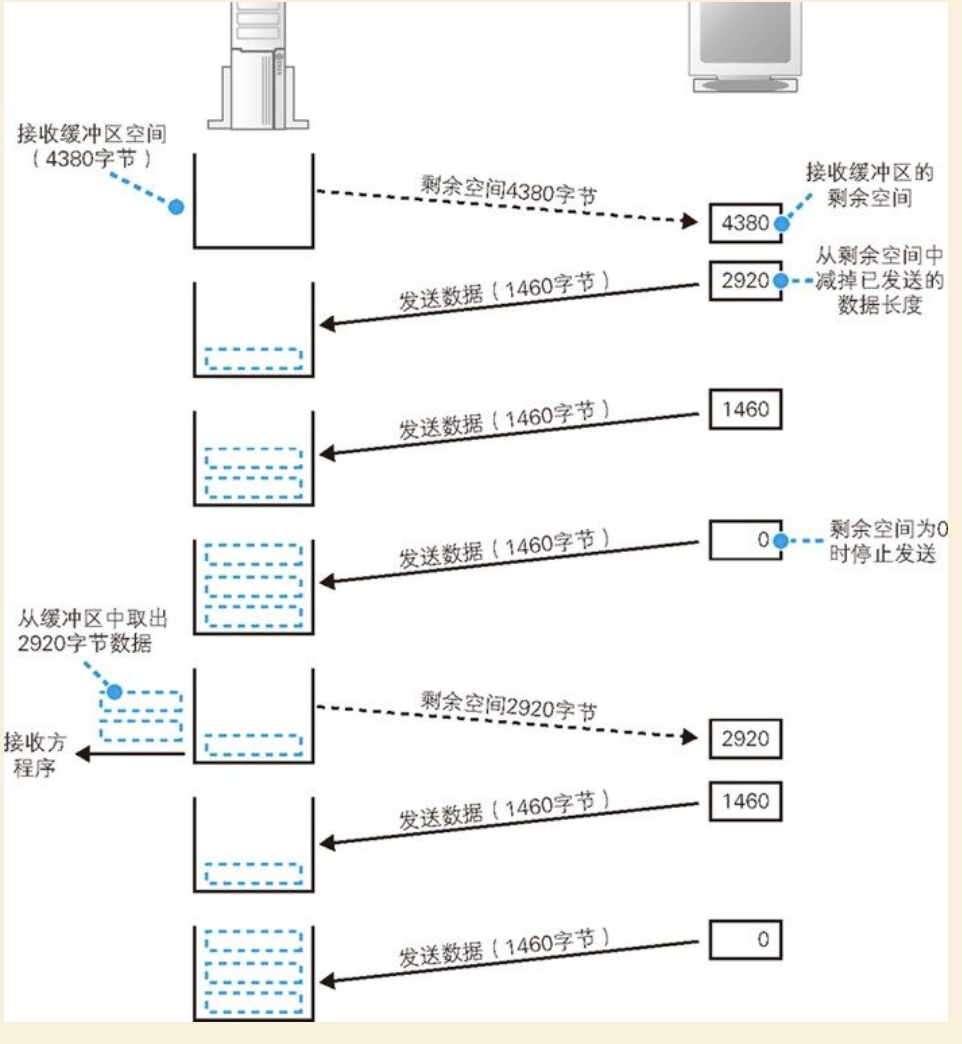 接收缓冲区空间
（4380字节）
剩余空间4380字节
接收缓冲区的
剩余空间
4380
从剩余空间中
减掉已发送的
数据长度
2920
发送数据（1460字节）
1460
发送数据（1460字节）
0
剩余空间为0
时停止发送
发送数据（1460字节）
从缓冲区中取出
2920字节数据
接收方
程序
剩余空间2920字节
2920
1460
发送数据（1460字节）
0
发送数据（1460字节）